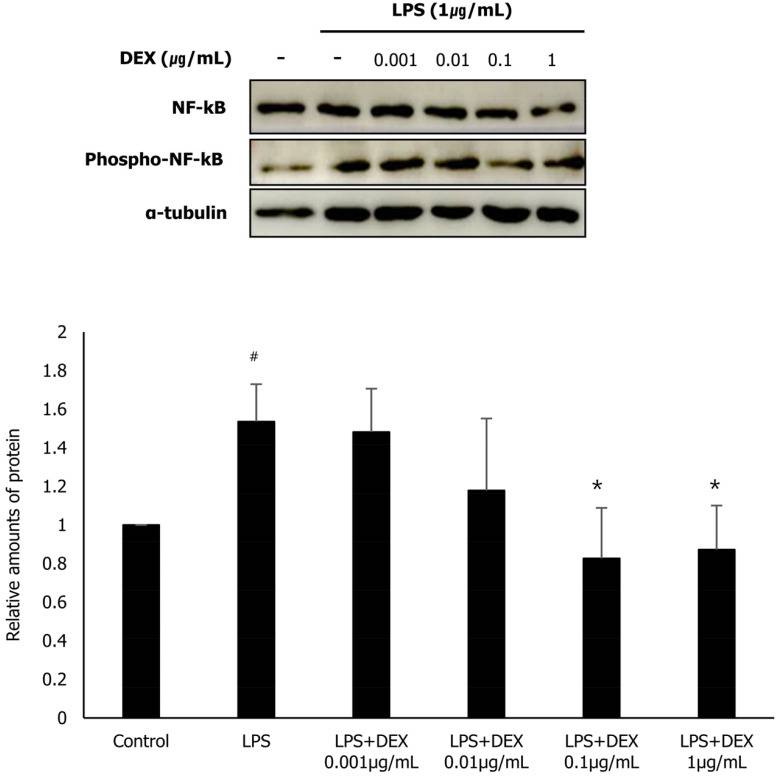 LPS (1㎍/mL)
DEX (㎍/mL) - - 0.001 0.01 0.1 1
NF-kB
Phospho-NF-kB
α-tubulin
2
1.8
1.6
1.4
1.2
1
0.8
0.6
0.4
0.2
0
Relative amounts of protein
#
*
*
Control LPS LPS+DEX LPS+DEX LPS+DEX LPS+DEX
0.001µg/mL 0.01µg/mL 0.1µg/mL 1µg/mL